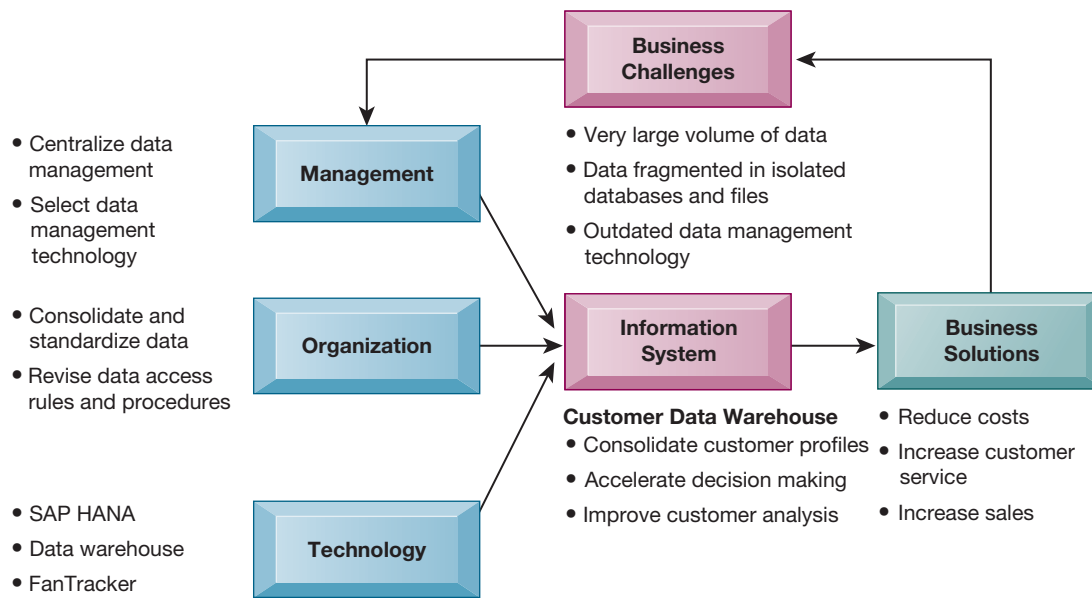 Business
Challenges
• Very large volume of data
• Data fragmented in isolated
databases and files
• Outdated data management
technology
• Centralize data
management
• Select data
management
technology
Management
• Consolidate and
standardize data
• Revise data access
rules and procedures
Organization
Information
System
Business
Solutions
Customer Data Warehouse
• Consolidate customer profiles
• Accelerate decision making
• Improve customer analysis
• Reduce costs
• Increase customer
service
• Increase sales
• SAP HANA
• Data warehouse
• FanTracker
Technology